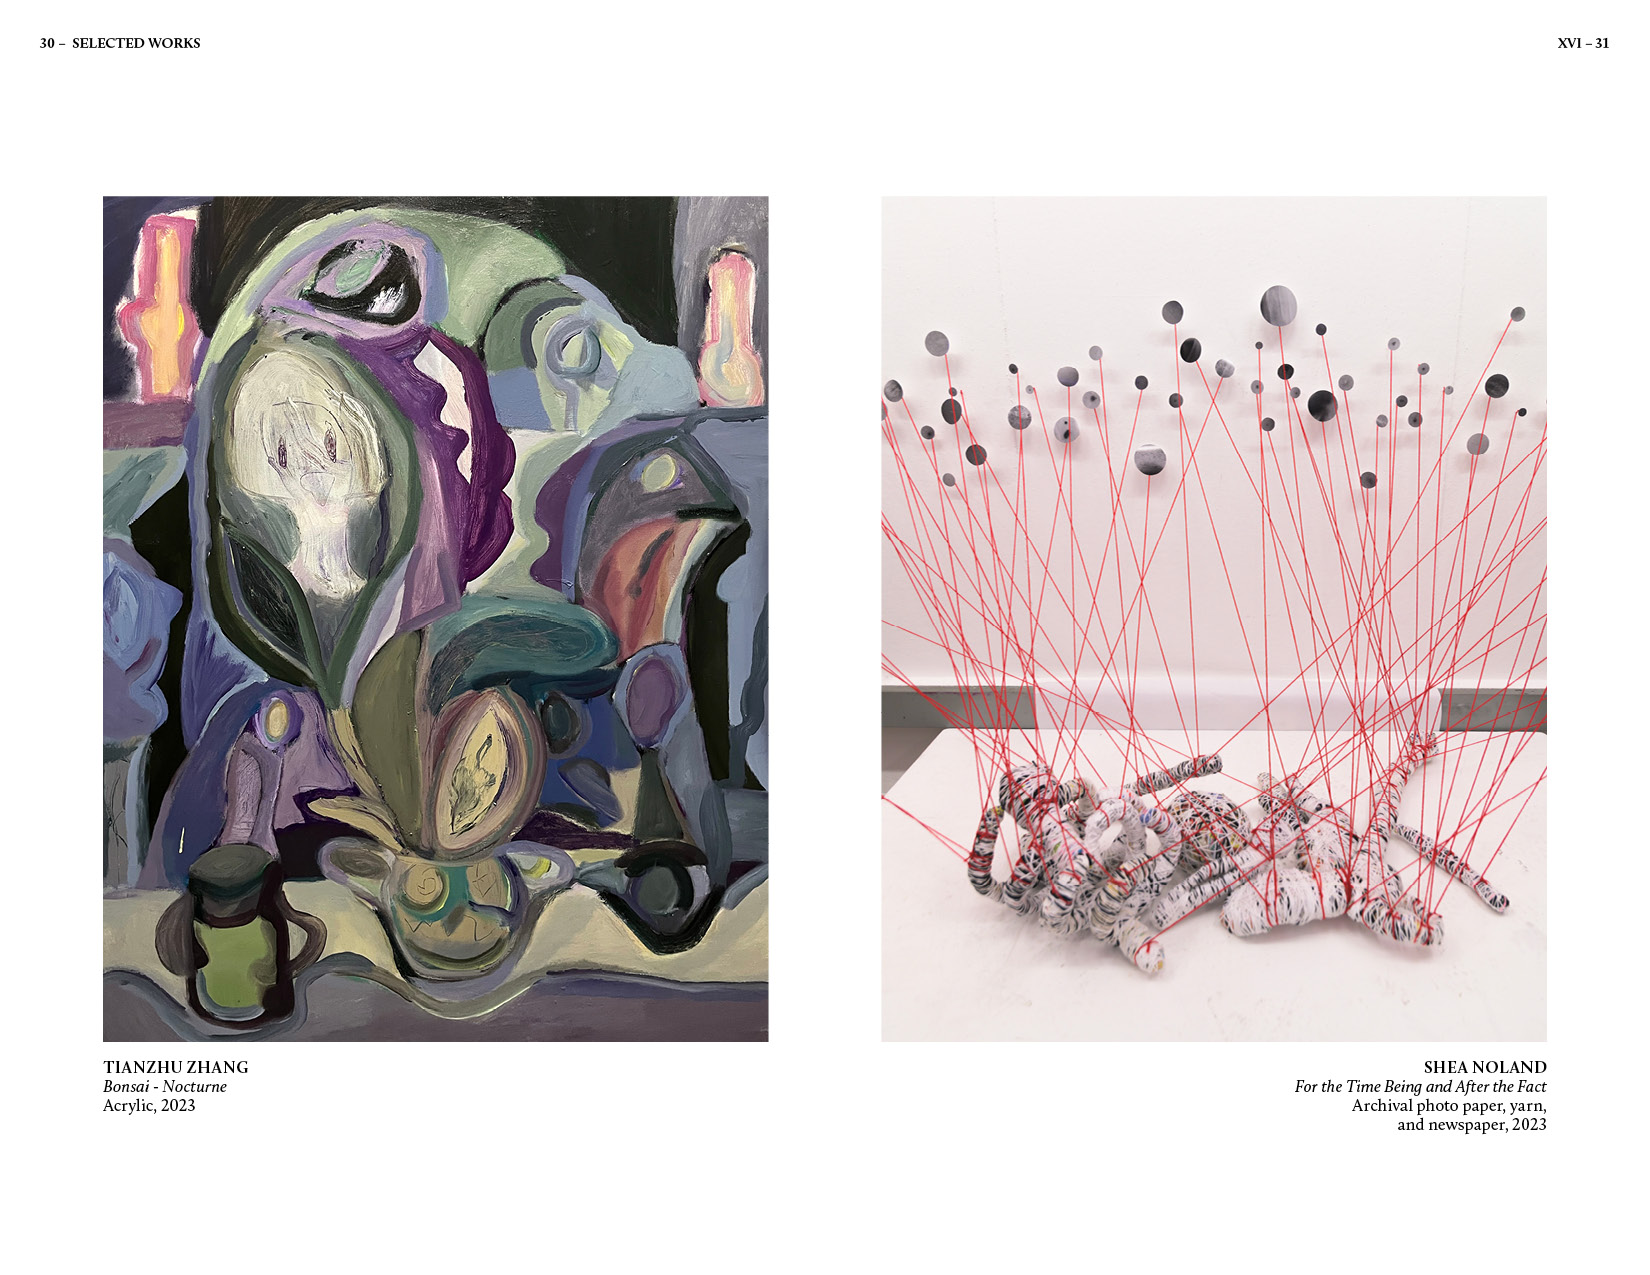 30 – SELECTED WORKS
XVI – 31
TIANZHU ZHANG
Bonsai - Nocturne
Acrylic, 2023
SHEA NOLAND
For the Time Being and After the Fact
Archival photo paper, yarn,
and newspaper, 2023